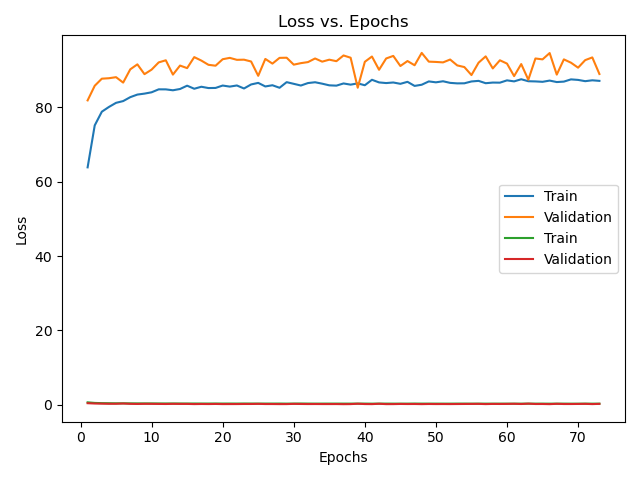 Loss vs. Epochs
Loss
80
60
40
20
0
Train
Validation
Train
Validation
0 10 20 30 40 50 60 70
Epochs